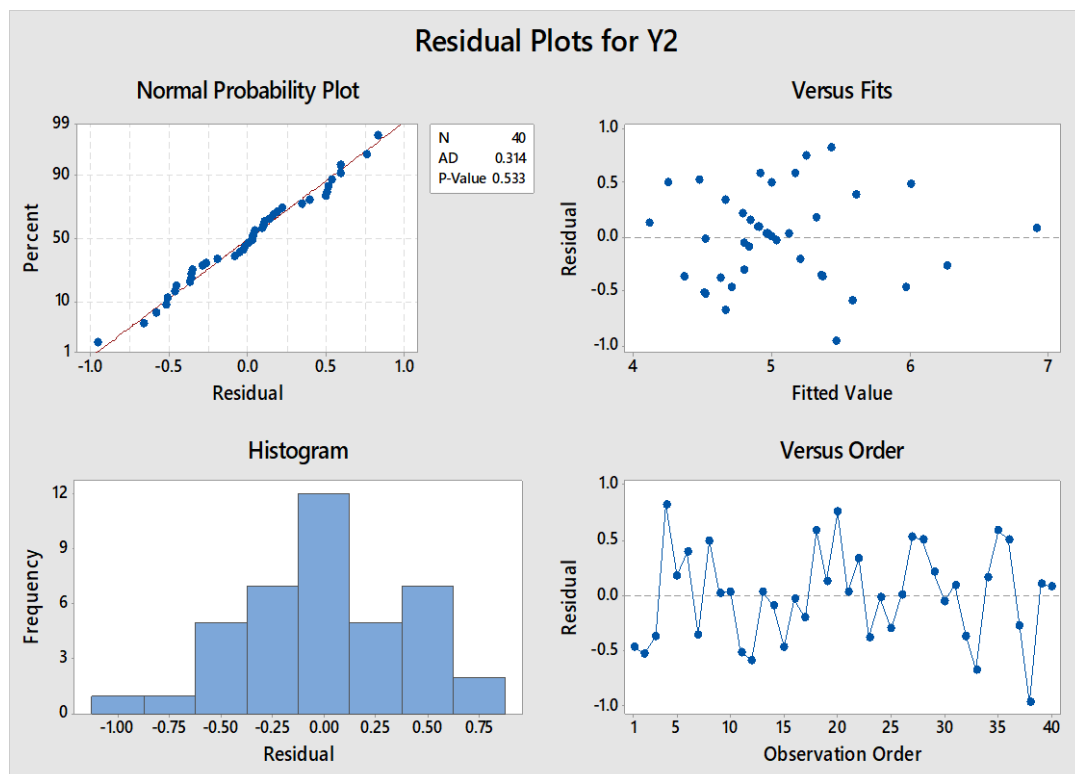 Residual Plots for Y2
Normal Probability Plot
99
90
50
10
1
-1.0 -0.5 0.0 0.5 1.0
Percent
Residual
N 40
AD 0.314
P-Value 0.533
Versus Fits
1.0
0.5
0.0
-0.5
-1.0
4 5 6 7
Residual
Fitted Value
Histogram
12
9
6
3
0
-1.00 -0.75 -0.50 -0.25 0.00 0.25 0.50 0.75
Frequency
Residual
Versus Order
1.0
0.5
0.0
-0.5
-1.0
1 5 10 15 20 25 30 35 40
Residual
Observation Order